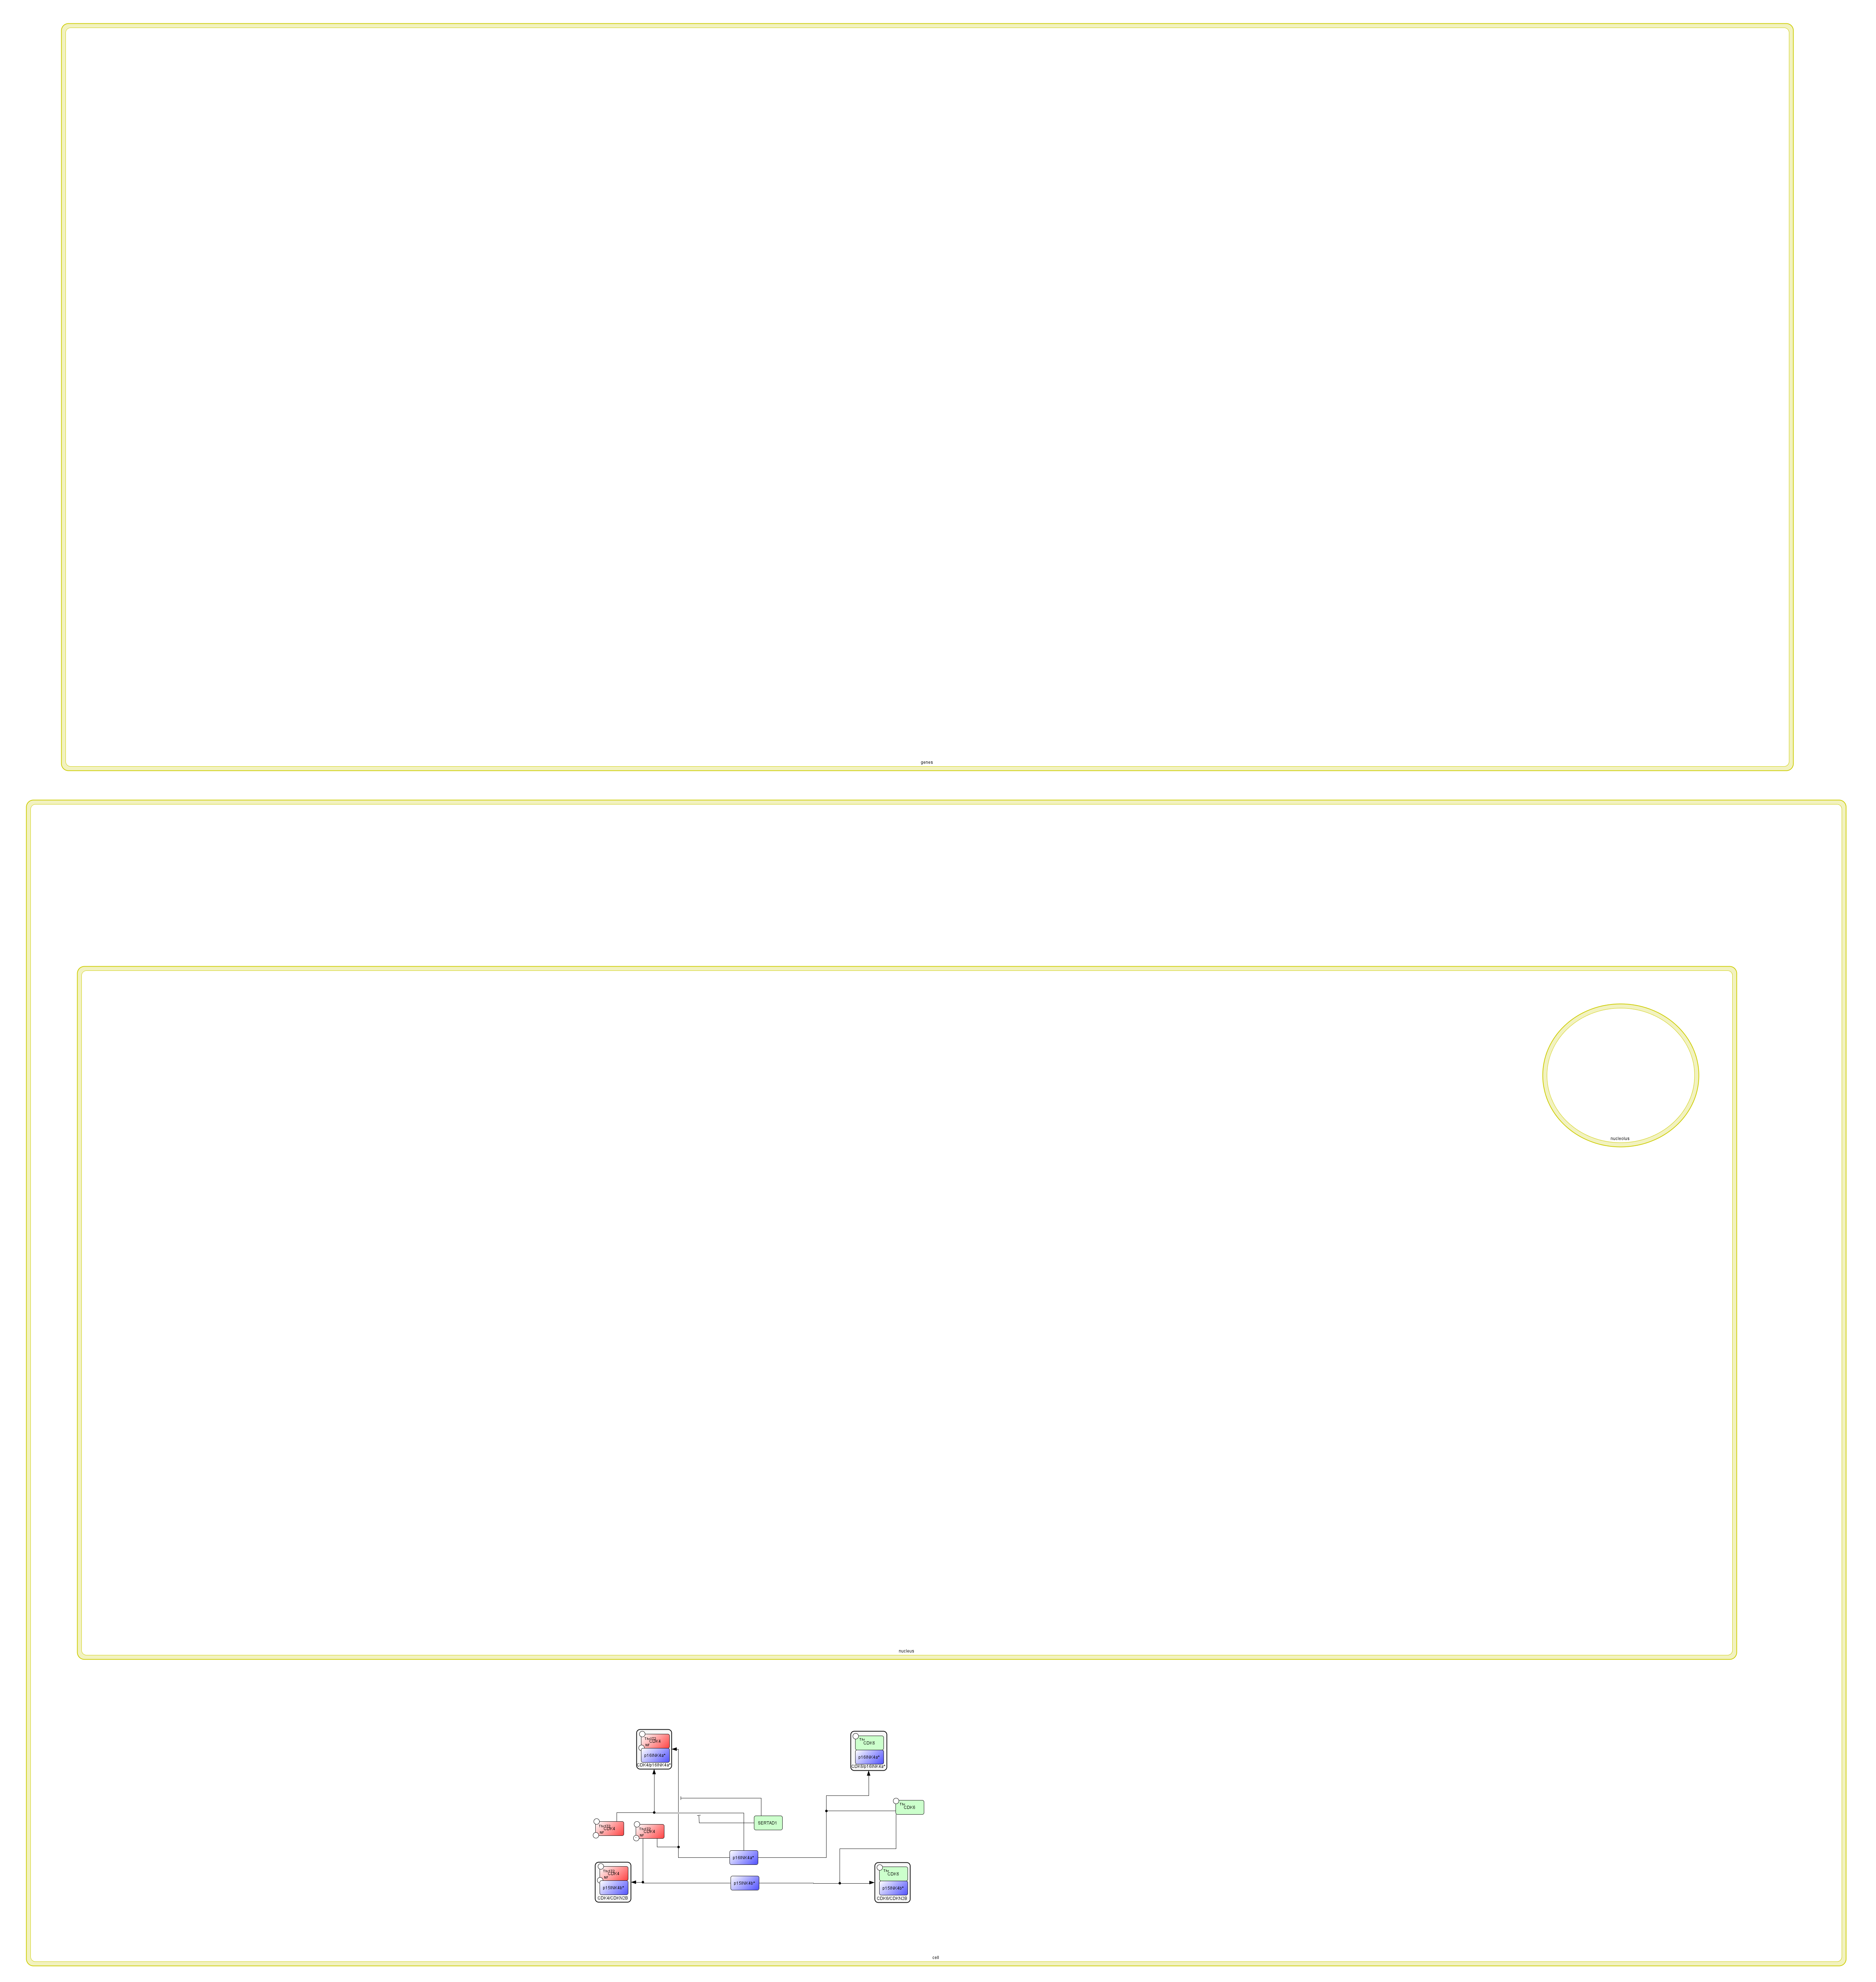 genes
nucleolus
nucleus
CDK4
p16INK4a*
CDK4/p16INK4a*
CDK6
p16INK4a*
CDK6/p16INK4a*
CDK6
SERTAD1
CDK4
CDK4
p16INK4a*
CDK4
p15INK4b*
CDK4/CDKN2B
p15INK4b*
CDK6
p15INK4b*
CDK6/CDKN2B
cell